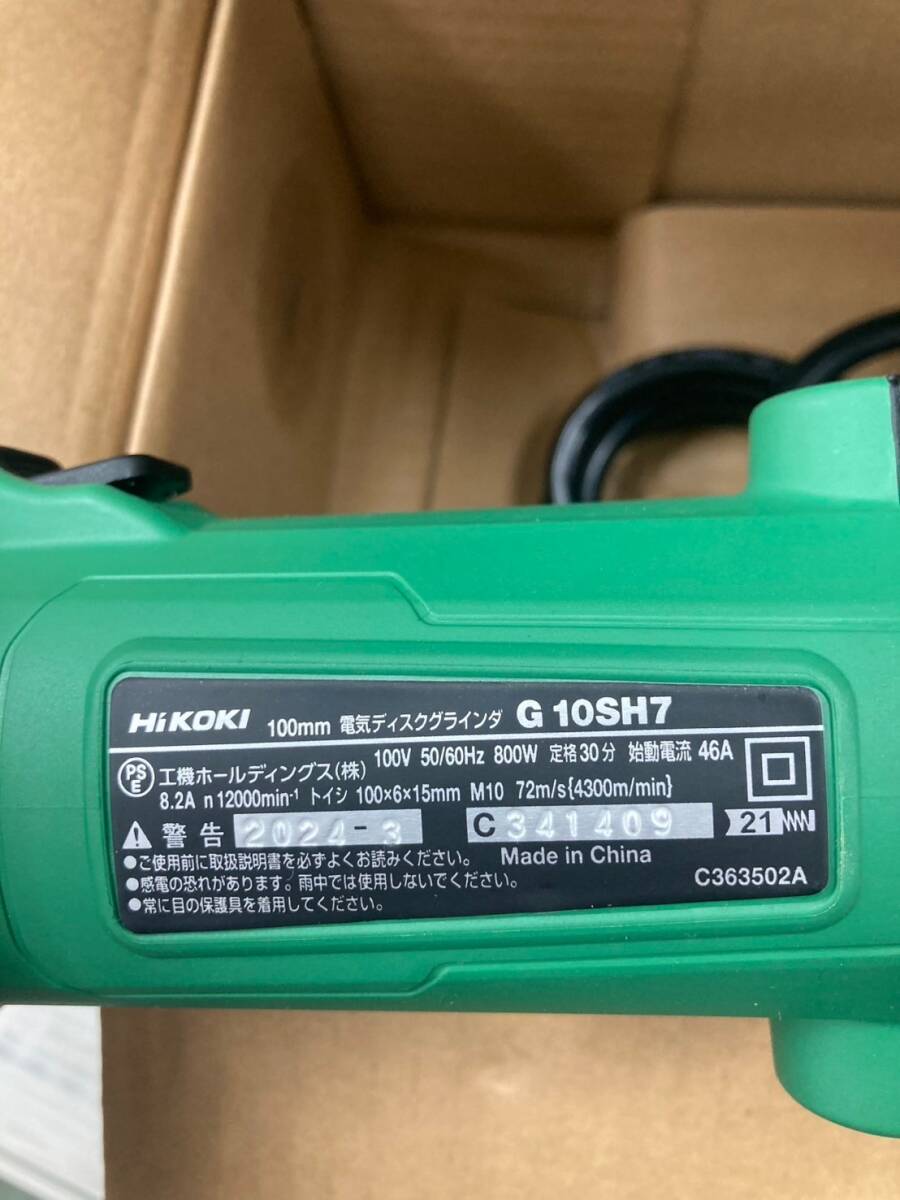 HiKOKI 100mm 電気ディスクグラインダ G 10SH7
PS E 工機ホールディングス(株) 100V 50/60Hz 800W 定格30分 始動電流 46A
8.2A n 12000min⁻¹ トイシ 100×6×15mm M10 72m/s{4300m/min}
警告 2024-3 C 341409 21
●ご使用前に取扱説明書を必ずよくお読みください。 Made in China
●感電の恐れがあります。雨中では使用しないでください。 C363502A
●常に目の保護具を着用してください。